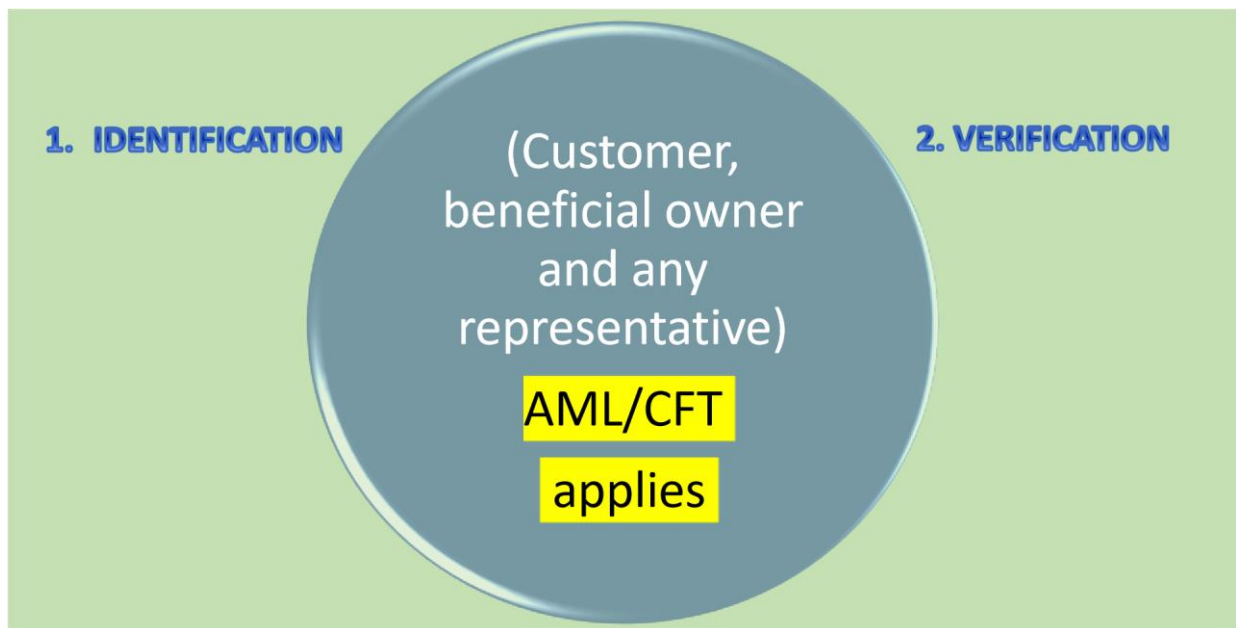 1. IDENTIFICATION
2. VERIFICATION
(Customer,
beneficial owner
and any
representative)
AML/CFT
applies